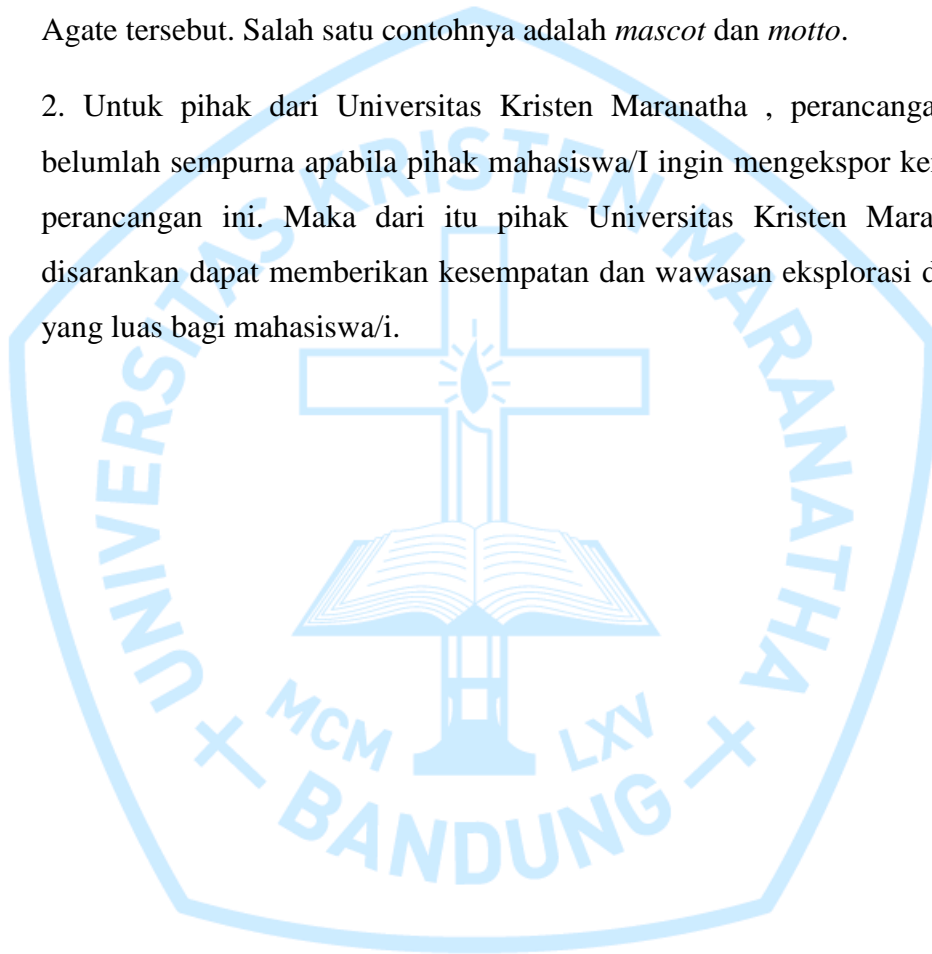 Agate tersebut. Salah satu contohnya adalah mascot dan motto.
2. Untuk pihak dari Universitas Kristen Maranatha , perancanga
belumlah sempurna apabila pihak mahasiswa/I ingin mengekspor ke
perancangan ini. Maka dari itu pihak Universitas Kristen Mara
disarankan dapat memberikan kesempatan dan wawasan eksplorasi d
yang luas bagi mahasiswa/i.
UNIVERSITAS KRISTEN MARANATHA
MCM LXV
BANDUNG